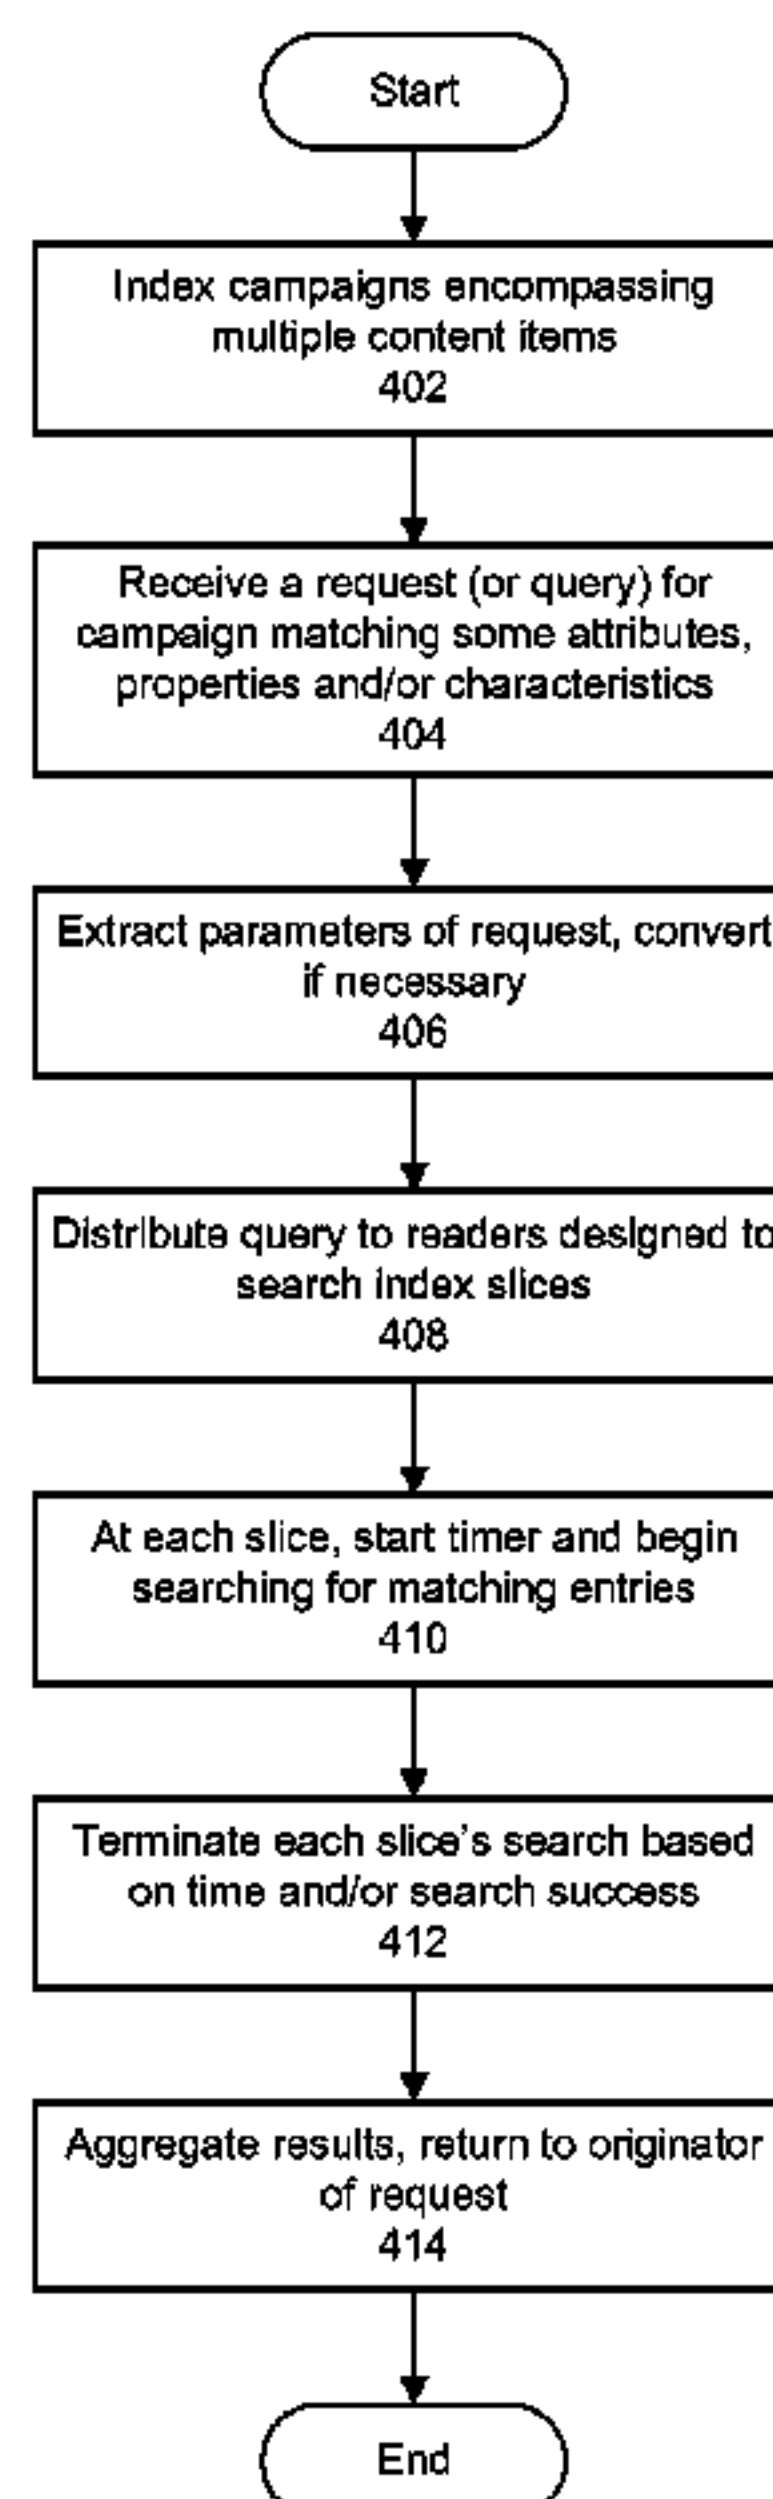 Start
Index campaigns encompassing
multiple content items
402
Receive a request (or query) for
campaign matching some attributes,
properties and/or characteristics
404
Extract parameters of request, convert
if necessary
406
Distribute query to readers designed to
search index slices
408
At each slice, start timer and begin
searching for matching entries
410
Terminate each slice's search based
on time and/or search success
412
Aggregate results, return to originator
of request
414
End